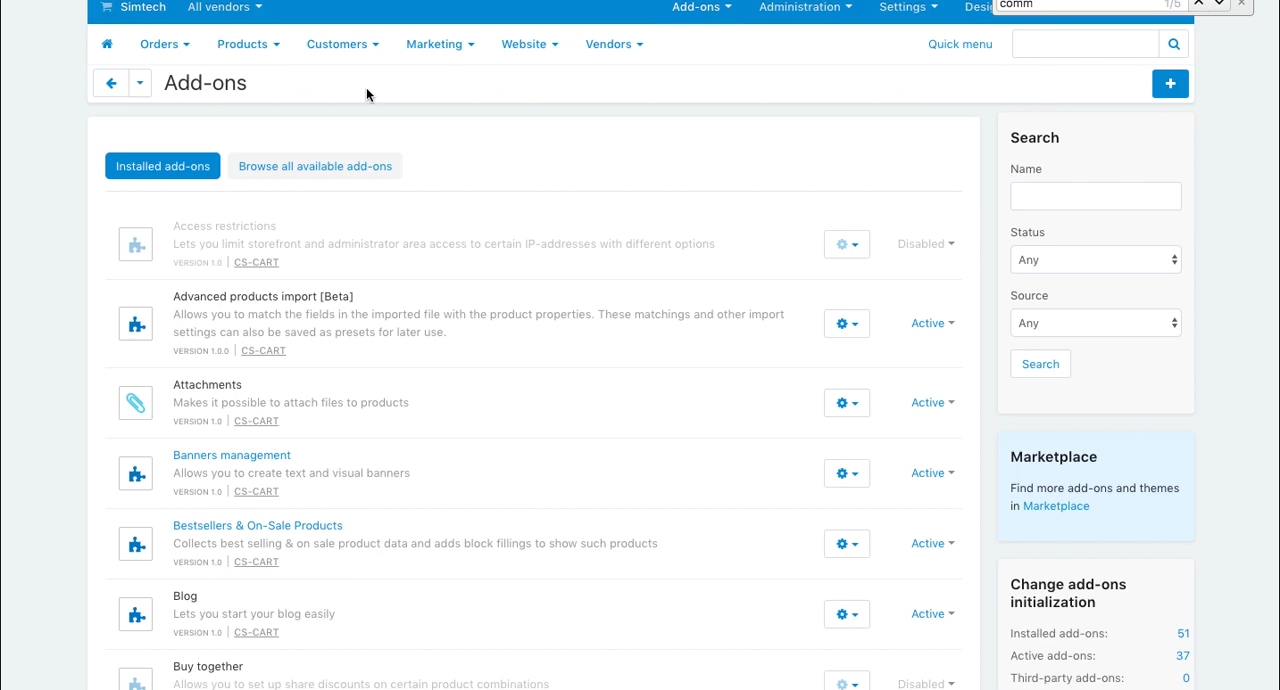 Simtech
All vendors
Add-ons
Administration
Settings
comm
1/5
Orders
Products
Customers
Marketing
Website
Vendors
Quick menu
Add-ons
Installed add-ons
Browse all available add-ons
Access restrictions
Lets you limit storefront and administrator area access to certain IP-addresses with different options
VERSION 1.0 | CS-CART
Disabled
Advanced products import [Beta]
Allows you to match the fields in the imported file with the product properties. These matchings and other import
settings can also be saved as presets for later use.
VERSION 1.0.0 | CS-CART
Active
Attachments
Makes it possible to attach files to products
VERSION 1.0 | CS-CART
Active
Banners management
Allows you to create text and visual banners
VERSION 1.0 | CS-CART
Active
Bestsellers & On-Sale Products
Collects best selling & on sale product data and adds block fillings to show such products
VERSION 1.0 | CS-CART
Active
Blog
Lets you start your blog easily
VERSION 1.0 | CS-CART
Active
Buy together
Allows you to set up share discounts on certain product combinations
Disabled
Search
Name
Status
Any
Source
Any
Search
Marketplace
Find more add-ons and themes
in Marketplace
Change add-ons
initialization
Installed add-ons: 51
Active add-ons: 37
Third-party add-ons: 0